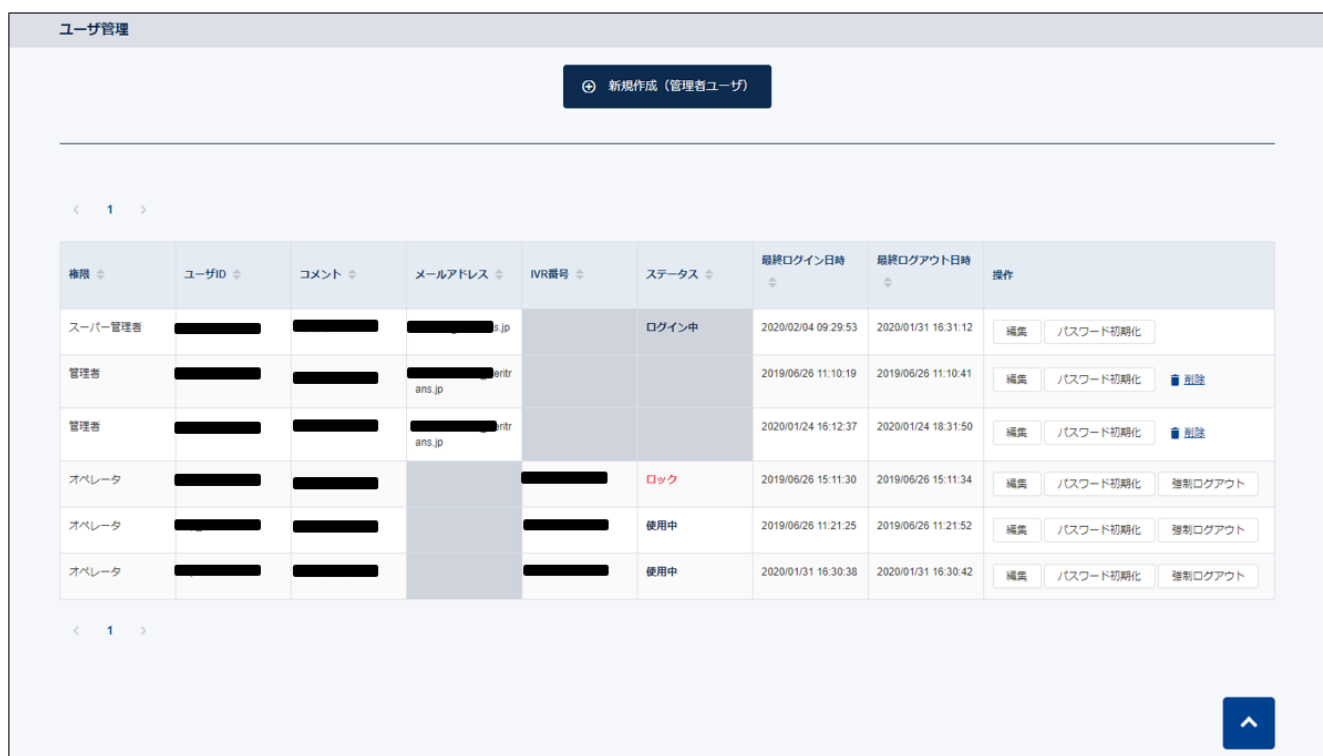 ユーザ管理
新規作成（管理者ユーザ）
1
権限 ユーザID コメント メールアドレス IVR番号 ステータス 最終ログイン日時 最終ログアウト日時 操作
スーパー管理者 s.jp ログイン中 2020/02/04 09:29:53 2020/01/31 16:31:12 編集 パスワード初期化
管理者 eritr 2019/06/26 11:10:19 2019/06/26 11:10:41 編集 パスワード初期化 削除
ans.jp
管理者 eritr 2020/01/24 16:12:37 2020/01/24 18:31:50 編集 パスワード初期化 削除
ans.jp
オペレータ ロック 2019/06/26 15:11:30 2019/06/26 15:11:34 編集 パスワード初期化 強制ログアウト
オペレータ 使用中 2019/06/26 11:21:25 2019/06/26 11:21:52 編集 パスワード初期化 強制ログアウト
オペレータ 使用中 2020/01/31 16:30:38 2020/01/31 16:30:42 編集 パスワード初期化 強制ログアウト
1